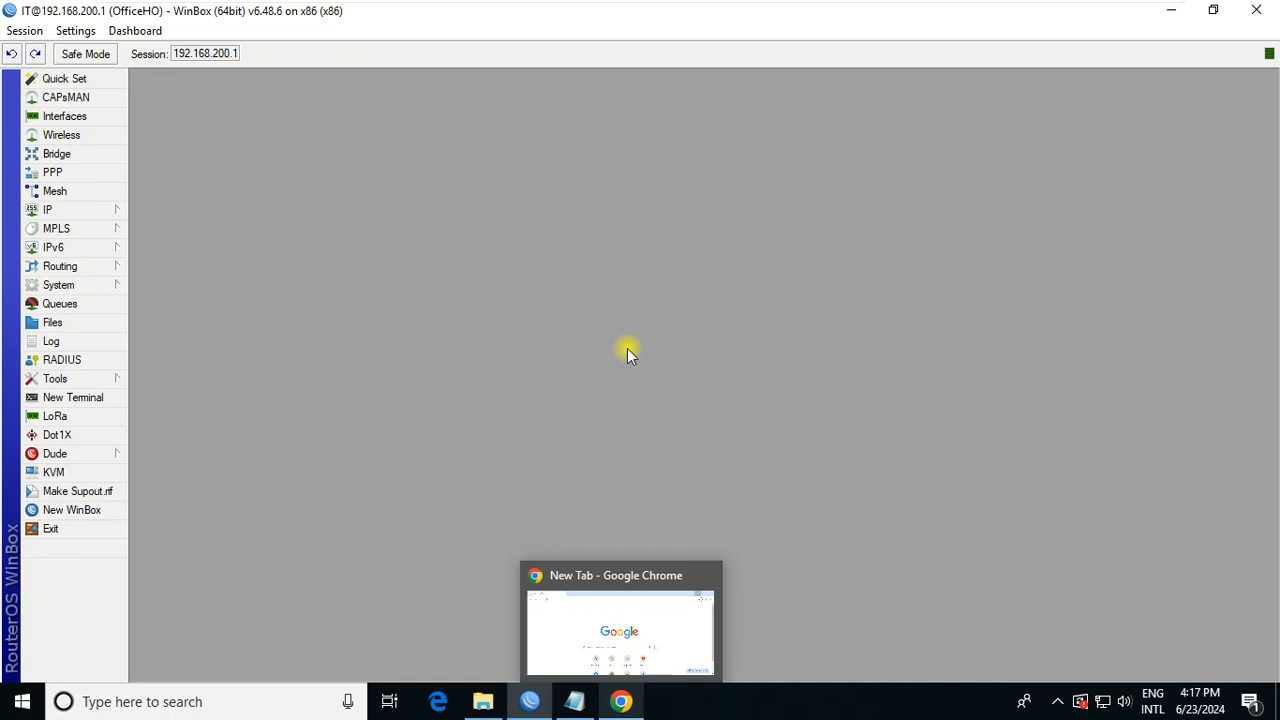 IT@192.168.200.1 (OfficeHO) - WinBox (64bit) v6.48.6 on x86 (x86)
Session Settings Dashboard
Safe Mode Session: 192.168.200.1
Quick Set
CAPsMAN
Interfaces
Wireless
Bridge
PPP
Mesh
255 IP
MPLS
v6 IPv6
Routing
System
Queues
Files
Log
RADIUS
Tools
New Terminal
LoRa
Dot1X
Dude
KVM
Make Supout.rif
New WinBox
Exit
RouterOS WinBox
New Tab - Google Chrome
Google
Type here to search
ENG
INTL
4:17 PM
6/23/2024
1